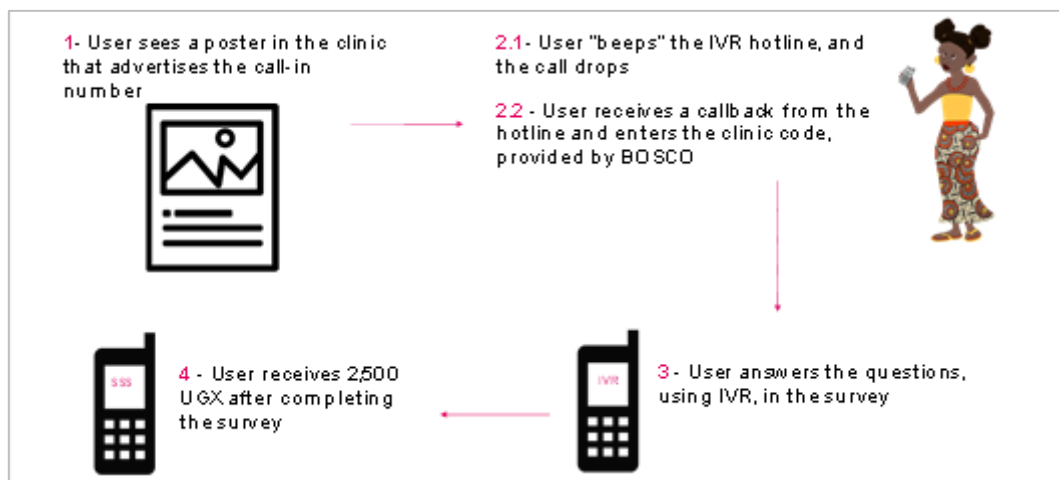 1- User sees a poster in the clinic
that advertises the call-in
number
2.1- User "beeps" the IVR hotline, and
the call drops
2.2 - User receives a callback from the
hotline and enters the clinic code,
provided by BOSCO
3 - User answers the questions,
using IVR, in the survey
IVR
4 - User receives 2,500
UGX after completing
the survey
SSS